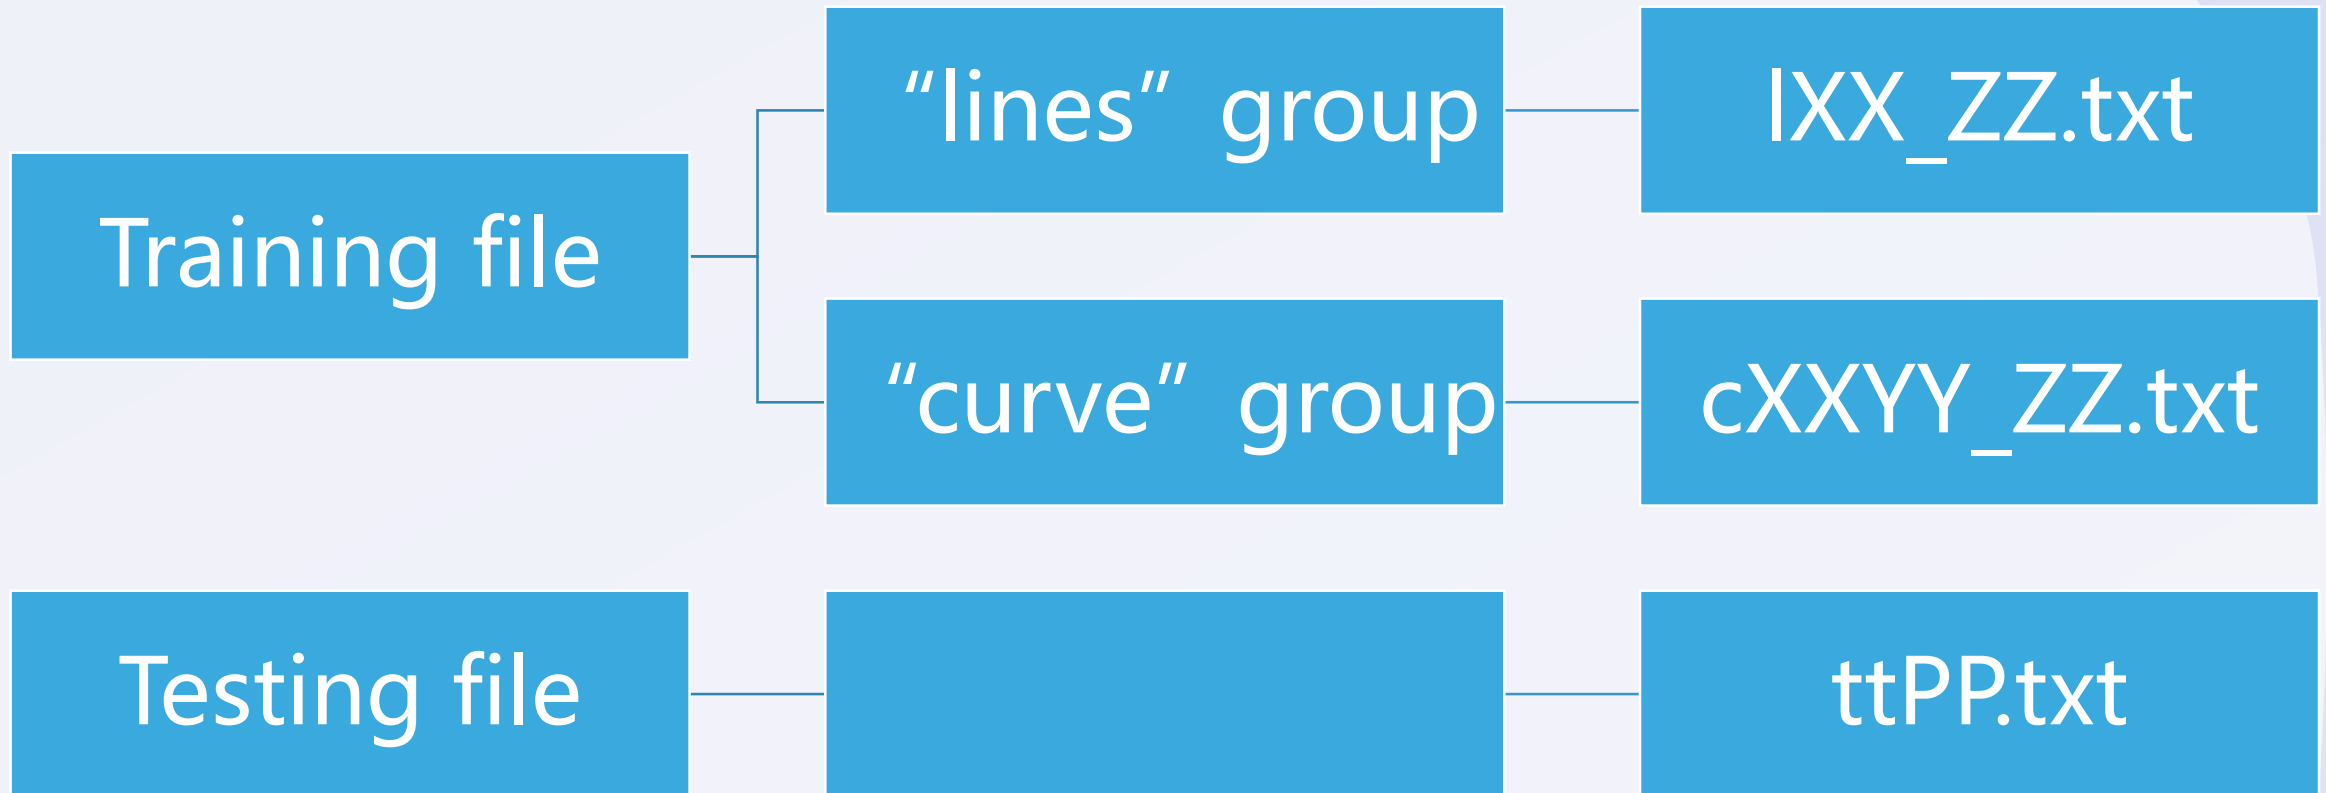 Training file
“lines” group
lXX_ZZ.txt
“curve” group
cXXYY_ZZ.txt
Testing file
ttPP.txt